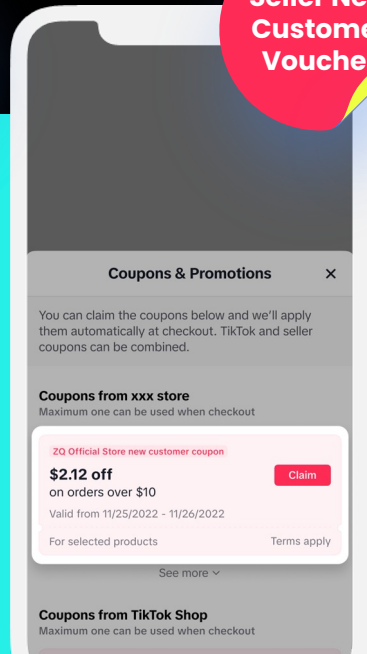 Seller
Custome
Vouche
Coupons & Promotions
You can claim the coupons below and we'll apply
them automatically at checkout. TikTok and seller
coupons can be combined.
Coupons from xxx store
Maximum one can be used when checkout
ZQ Official Store new customer coupon
$2.12 off
Claim
on orders over $10
Valid from 11/25/2022 - 11/26/2022
For selected products
Terms apply
See more
Coupons from TikTok Shop
Maximum one can be used when checkout